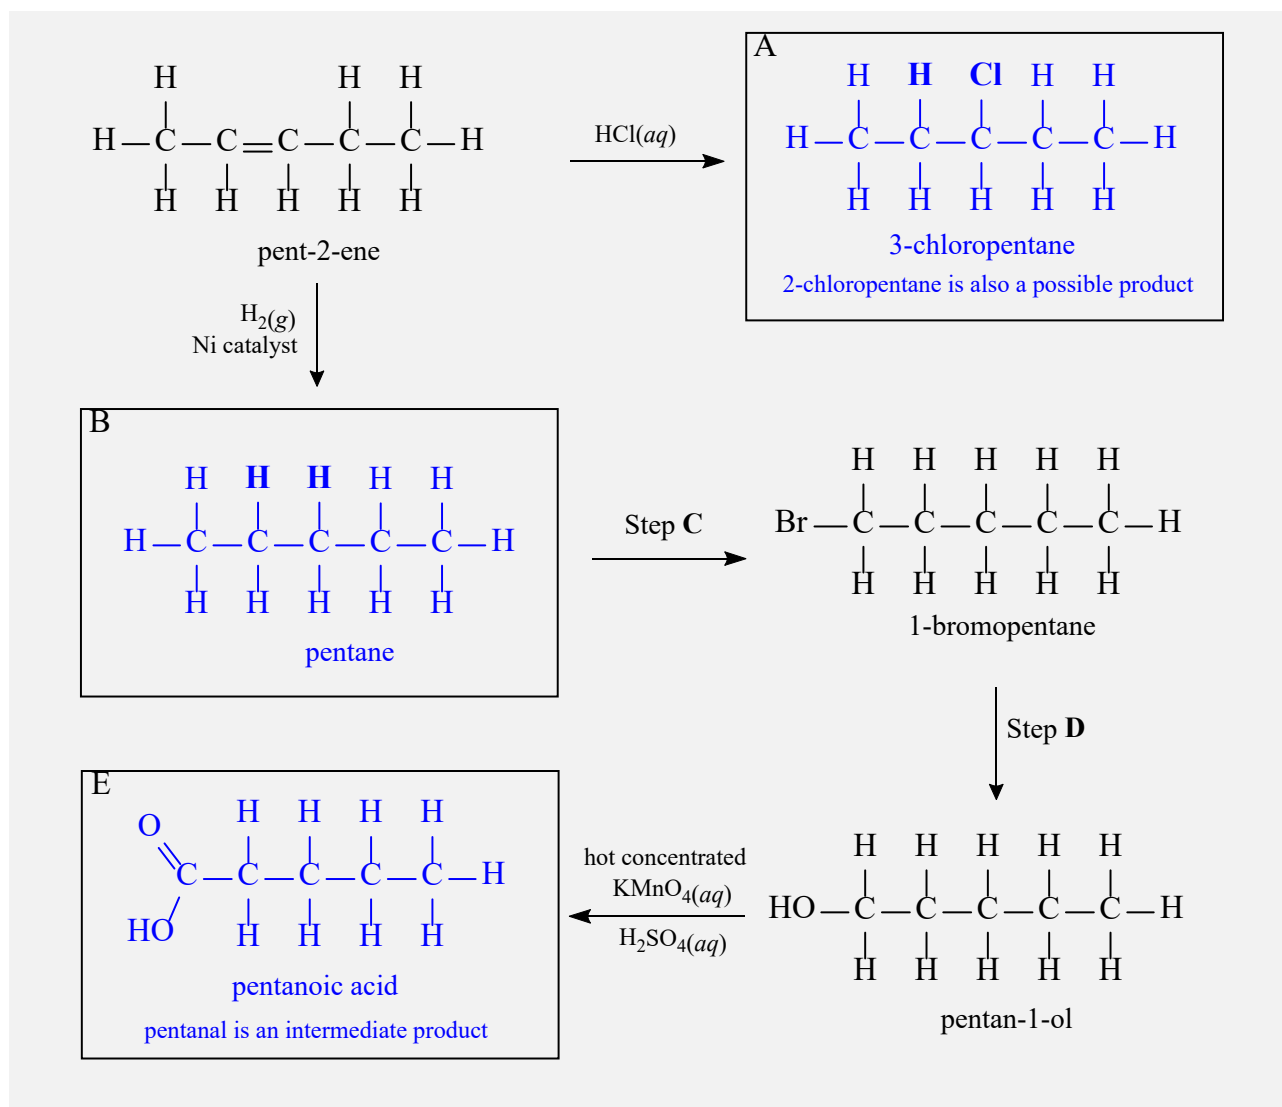 A
H H H
H C C C C C H
H H H H H
pent-2-ene
HCl(aq)
H H Cl H H
H C C C C C H
H H H H H
3-chloropentane
2-chloropentane is also a possible product
H2(g)
Ni catalyst
B
H H H H H
H C C C C C H
H H H H H
pentane
Step C
H H H H H
Br C C C C C H
H H H H H
1-bromopentane
Step D
E
O H H H H
C C C C C H
HO H H H H
pentanoic acid
pentanal is an intermediate product
hot concentrated
KMnO4(aq)
H2SO4(aq)
H H H H H
HO C C C C C H
H H H H H
pentan-1-ol